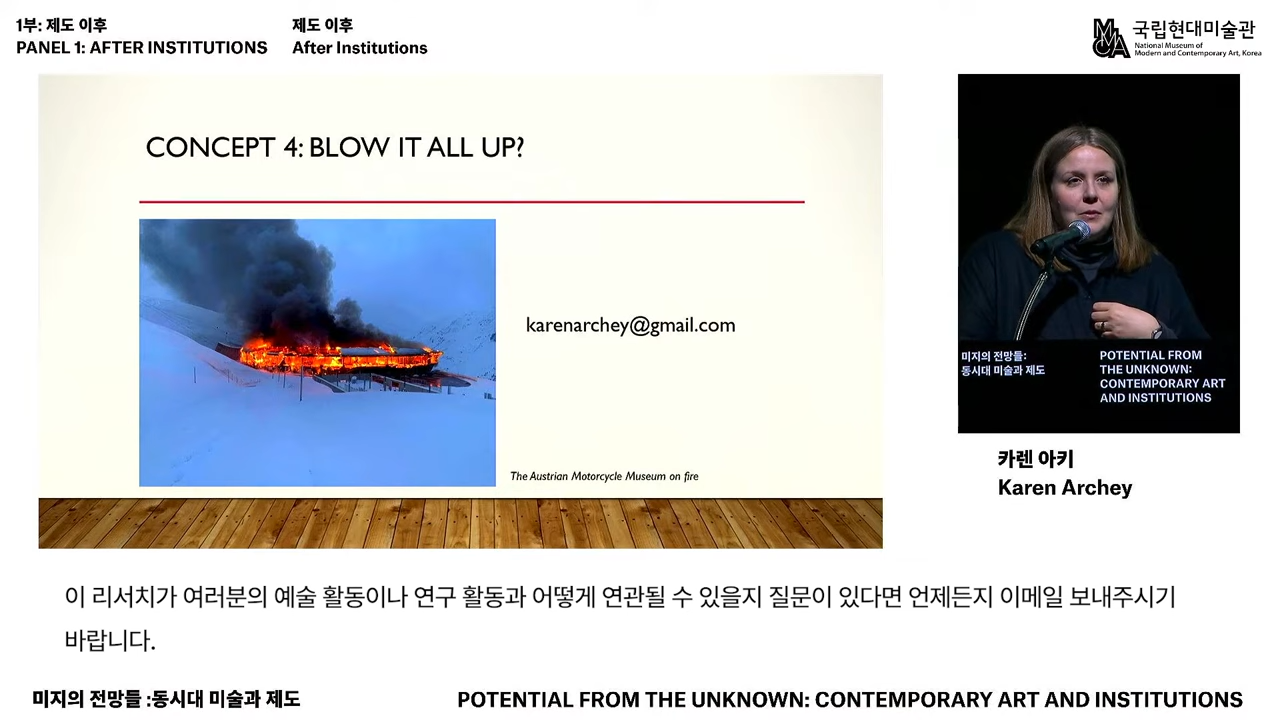 1부: 제도 이후
PANEL 1: AFTER INSTITUTIONS
제도 이후
After Institutions
MMCA
국립현대미술관
National Museum of
Modern and Contemporary Art, Korea
CONCEPT 4: BLOW IT ALL UP?
karenarchey@gmail.com
The Austrian Motorcycle Museum on fire
미지의 전망들:
동시대 미술과 제도
POTENTIAL FROM
THE UNKNOWN:
CONTEMPORARY ART
AND INSTITUTIONS
카렌 아키
Karen Archey
이 리서치가 여러분의 예술 활동이나 연구 활동과 어떻게 연관될 수 있을지 질문이 있다면 언제든지 이메일 보내주시기
바랍니다.
미지의 전망들 :동시대 미술과 제도
POTENTIAL FROM THE UNKNOWN: CONTEMPORARY ART AND INSTITUTIONS